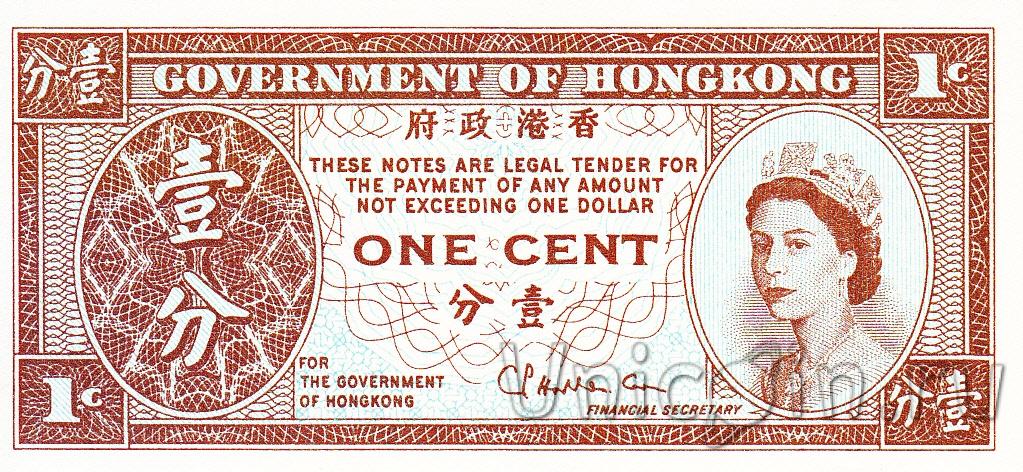 分壹
GOVERNMENT OF HONGKONG
1C
府政港香
壹分
THESE NOTES ARE LEGAL TENDER FOR
THE PAYMENT OF ANY AMOUNT
NOT EXCEEDING ONE DOLLAR
ONE CENT
分壹
FOR
THE GOVERNMENT
OF HONGKONG
FINANCIAL SECRETARY
1C
分壹